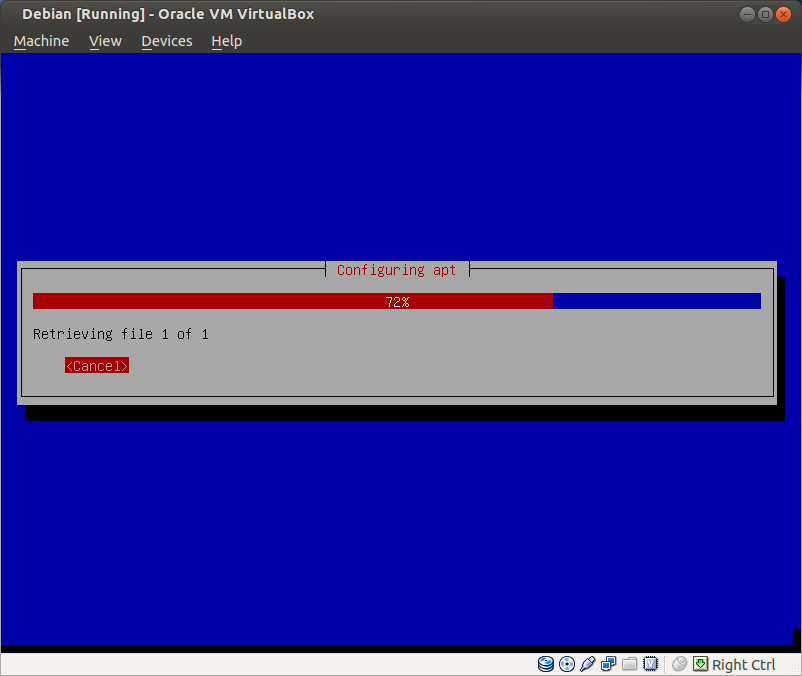 Debian [Running] - Oracle VM VirtualBox
Machine View Devices Help
Configuring apt
72%
Retrieving file 1 of 1
<Cancel>
Right Ctrl